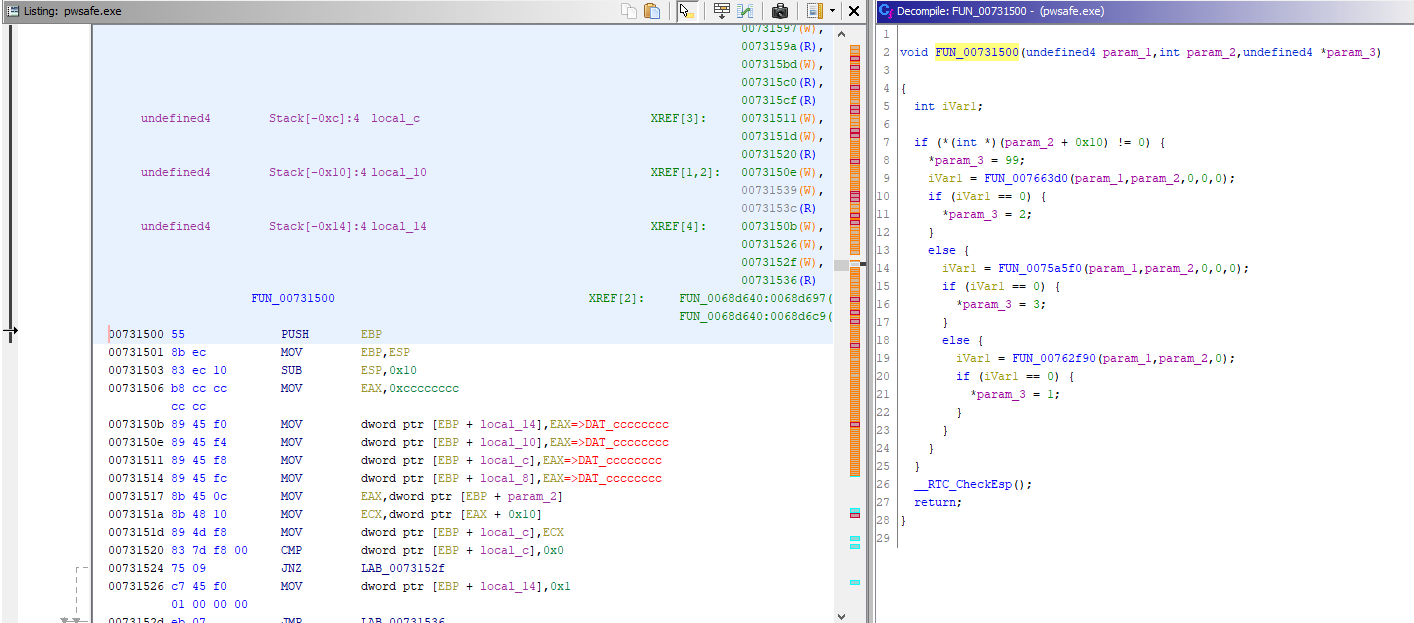 Listing: pwsafe.exe
00731597(W),
0073159a(R),
007315bd(W),
007315c0(R),
007315cf(R)
undefined4 Stack[-0xc]:4 local_c XREF[3]: 00731511(W),
0073151d(W),
00731520(R)
undefined4 Stack[-0x10]:4 local_10 XREF[1,2]: 0073150e(W),
00731539(W),
0073153c(R)
undefined4 Stack[-0x14]:4 local_14 XREF[4]: 0073150b(W),
00731526(W),
0073152f(W),
00731536(R)
FUN_00731500 XREF[2]: FUN_0068d640:0068d697(
FUN_0068d640:0068d6c9(
00731500 55 PUSH EBP
00731501 8b ec MOV EBP,ESP
00731503 83 ec 10 SUB ESP,0x10
00731506 b8 cc cc MOV EAX,0xcccccccc
cc cc
0073150b 89 45 f0 MOV dword ptr [EBP + local_14],EAX=>DAT_cccccccc
0073150e 89 45 f4 MOV dword ptr [EBP + local_10],EAX=>DAT_cccccccc
00731511 89 45 f8 MOV dword ptr [EBP + local_c],EAX=>DAT_cccccccc
00731514 89 45 fc MOV dword ptr [EBP + local_8],EAX=>DAT_cccccccc
00731517 8b 45 0c MOV EAX,dword ptr [EBP + param_2]
0073151a 8b 48 10 MOV ECX,dword ptr [EAX + 0x10]
0073151d 89 4d f8 MOV dword ptr [EBP + local_c],ECX
00731520 83 7d f8 00 CMP dword ptr [EBP + local_c],0x0
00731524 75 09 JNZ LAB_0073152f
00731526 c7 45 f0 MOV dword ptr [EBP + local_14],0x1
01 00 00 00
0073152d eb 07 JMP LAB_00731536
Decompile: FUN_00731500 - (pwsafe.exe)
1
2 void FUN_00731500(undefined4 param_1,int param_2,undefined4 *param_3)
3
4 {
5 int iVar1;
6
7 if (*(int *)(param_2 + 0x10) != 0) {
8 *param_3 = 99;
9 iVar1 = FUN_007663d0(param_1,param_2,0,0,0);
10 if (iVar1 == 0) {
11 *param_3 = 2;
12 }
13 else {
14 iVar1 = FUN_0075a5f0(param_1,param_2,0,0,0);
15 if (iVar1 == 0) {
16 *param_3 = 3;
17 }
18 else {
19 iVar1 = FUN_00762f90(param_1,param_2,0);
20 if (iVar1 == 0) {
21 *param_3 = 1;
22 }
23 }
24 }
25 }
26 __RTC_CheckEsp();
27 return;
28 }
29